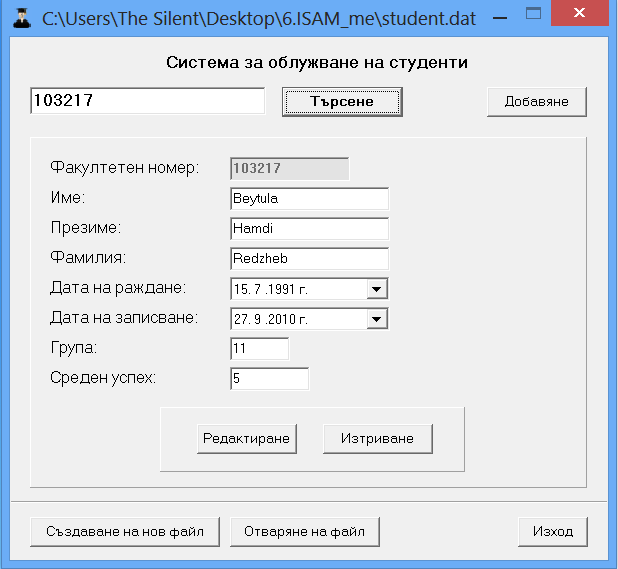 C:\Users\The Silent\Desktop\6.ISAM_me\student.dat
Система за облужване на студенти
103217 Търсене Добавяне
Факултетен номер: 103217
Име: Beytula
Презиме: Hamdi
Фамилия: Redzheb
Дата на раждане: 15. 7 .1991 г.
Дата на записване: 27. 9 .2010 г.
Група: 11
Среден успех: 5
Редактиране Изтриване
Създаване на нов файл Отваряне на файл Изход